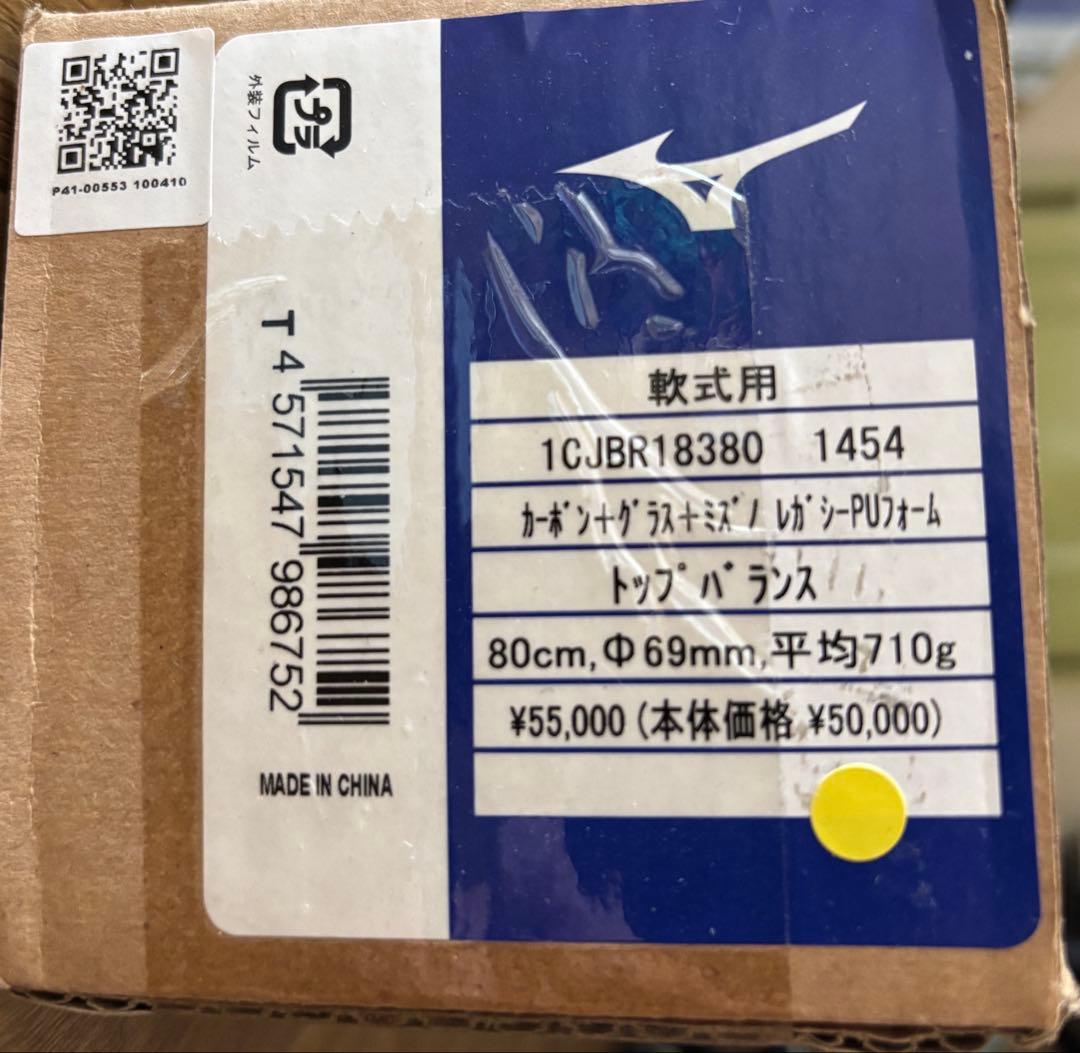 P41-00553 100410
プラ
外装フィルム
T 4 571547 986752
MADE IN CHINA
軟式用
1CJBR18380 1454
ｶｰﾎﾞﾝ+ｸﾞﾗｽ+ﾐｽﾞﾉ ﾚｶﾞｼｰPUﾌｫｰﾑ
ﾄｯﾌﾟﾊﾞﾗﾝｽ
80cm,Φ69mm,平均710g
¥55,000(本体価格 ¥50,000)